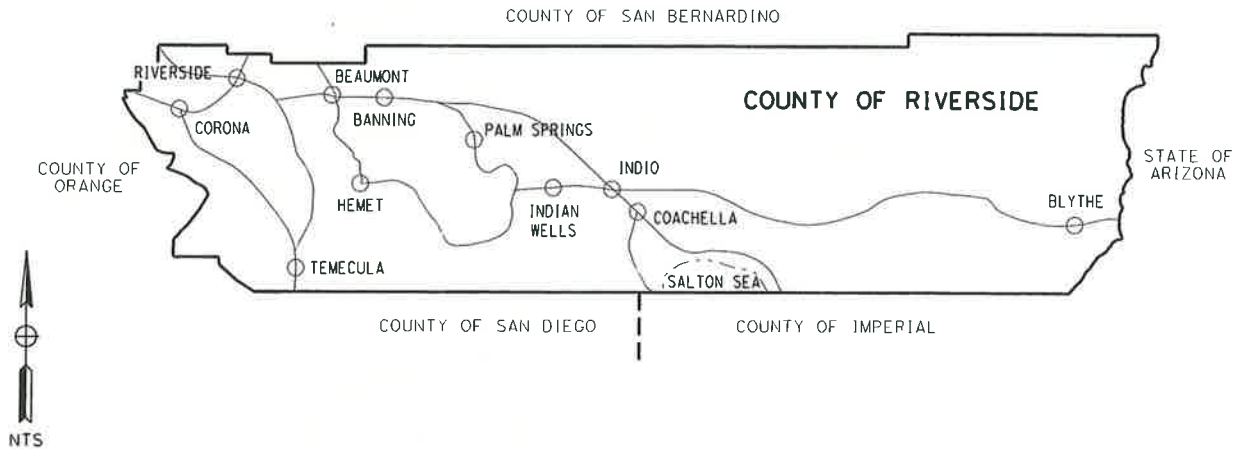 COUNTY OF SAN BERNARDINO
RIVERSIDE
BEAUMONT
COUNTY OF RIVERSIDE
CORONA
BANNING
PALM SPRINGS
COUNTY OF
ORANGE
STATE OF
ARIZONA
INDIO
HEMET
INDIAN
WELLS
COACHELLA
BLYTHE
TEMECULA
SALTON SEA
COUNTY OF SAN DIEGO
COUNTY OF IMPERIAL
NTS